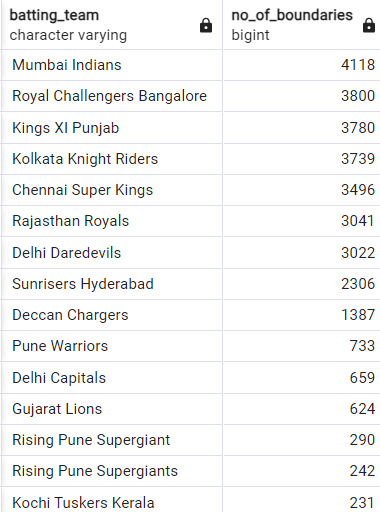 batting_team no_of_boundaries
character varying bigint
Mumbai Indians 4118
Royal Challengers Bangalore 3800
Kings XI Punjab 3780
Kolkata Knight Riders 3739
Chennai Super Kings 3496
Rajasthan Royals 3041
Delhi Daredevils 3022
Sunrisers Hyderabad 2306
Deccan Chargers 1387
Pune Warriors 733
Delhi Capitals 659
Gujarat Lions 624
Rising Pune Supergiant 290
Rising Pune Supergiants 242
Kochi Tuskers Kerala 231